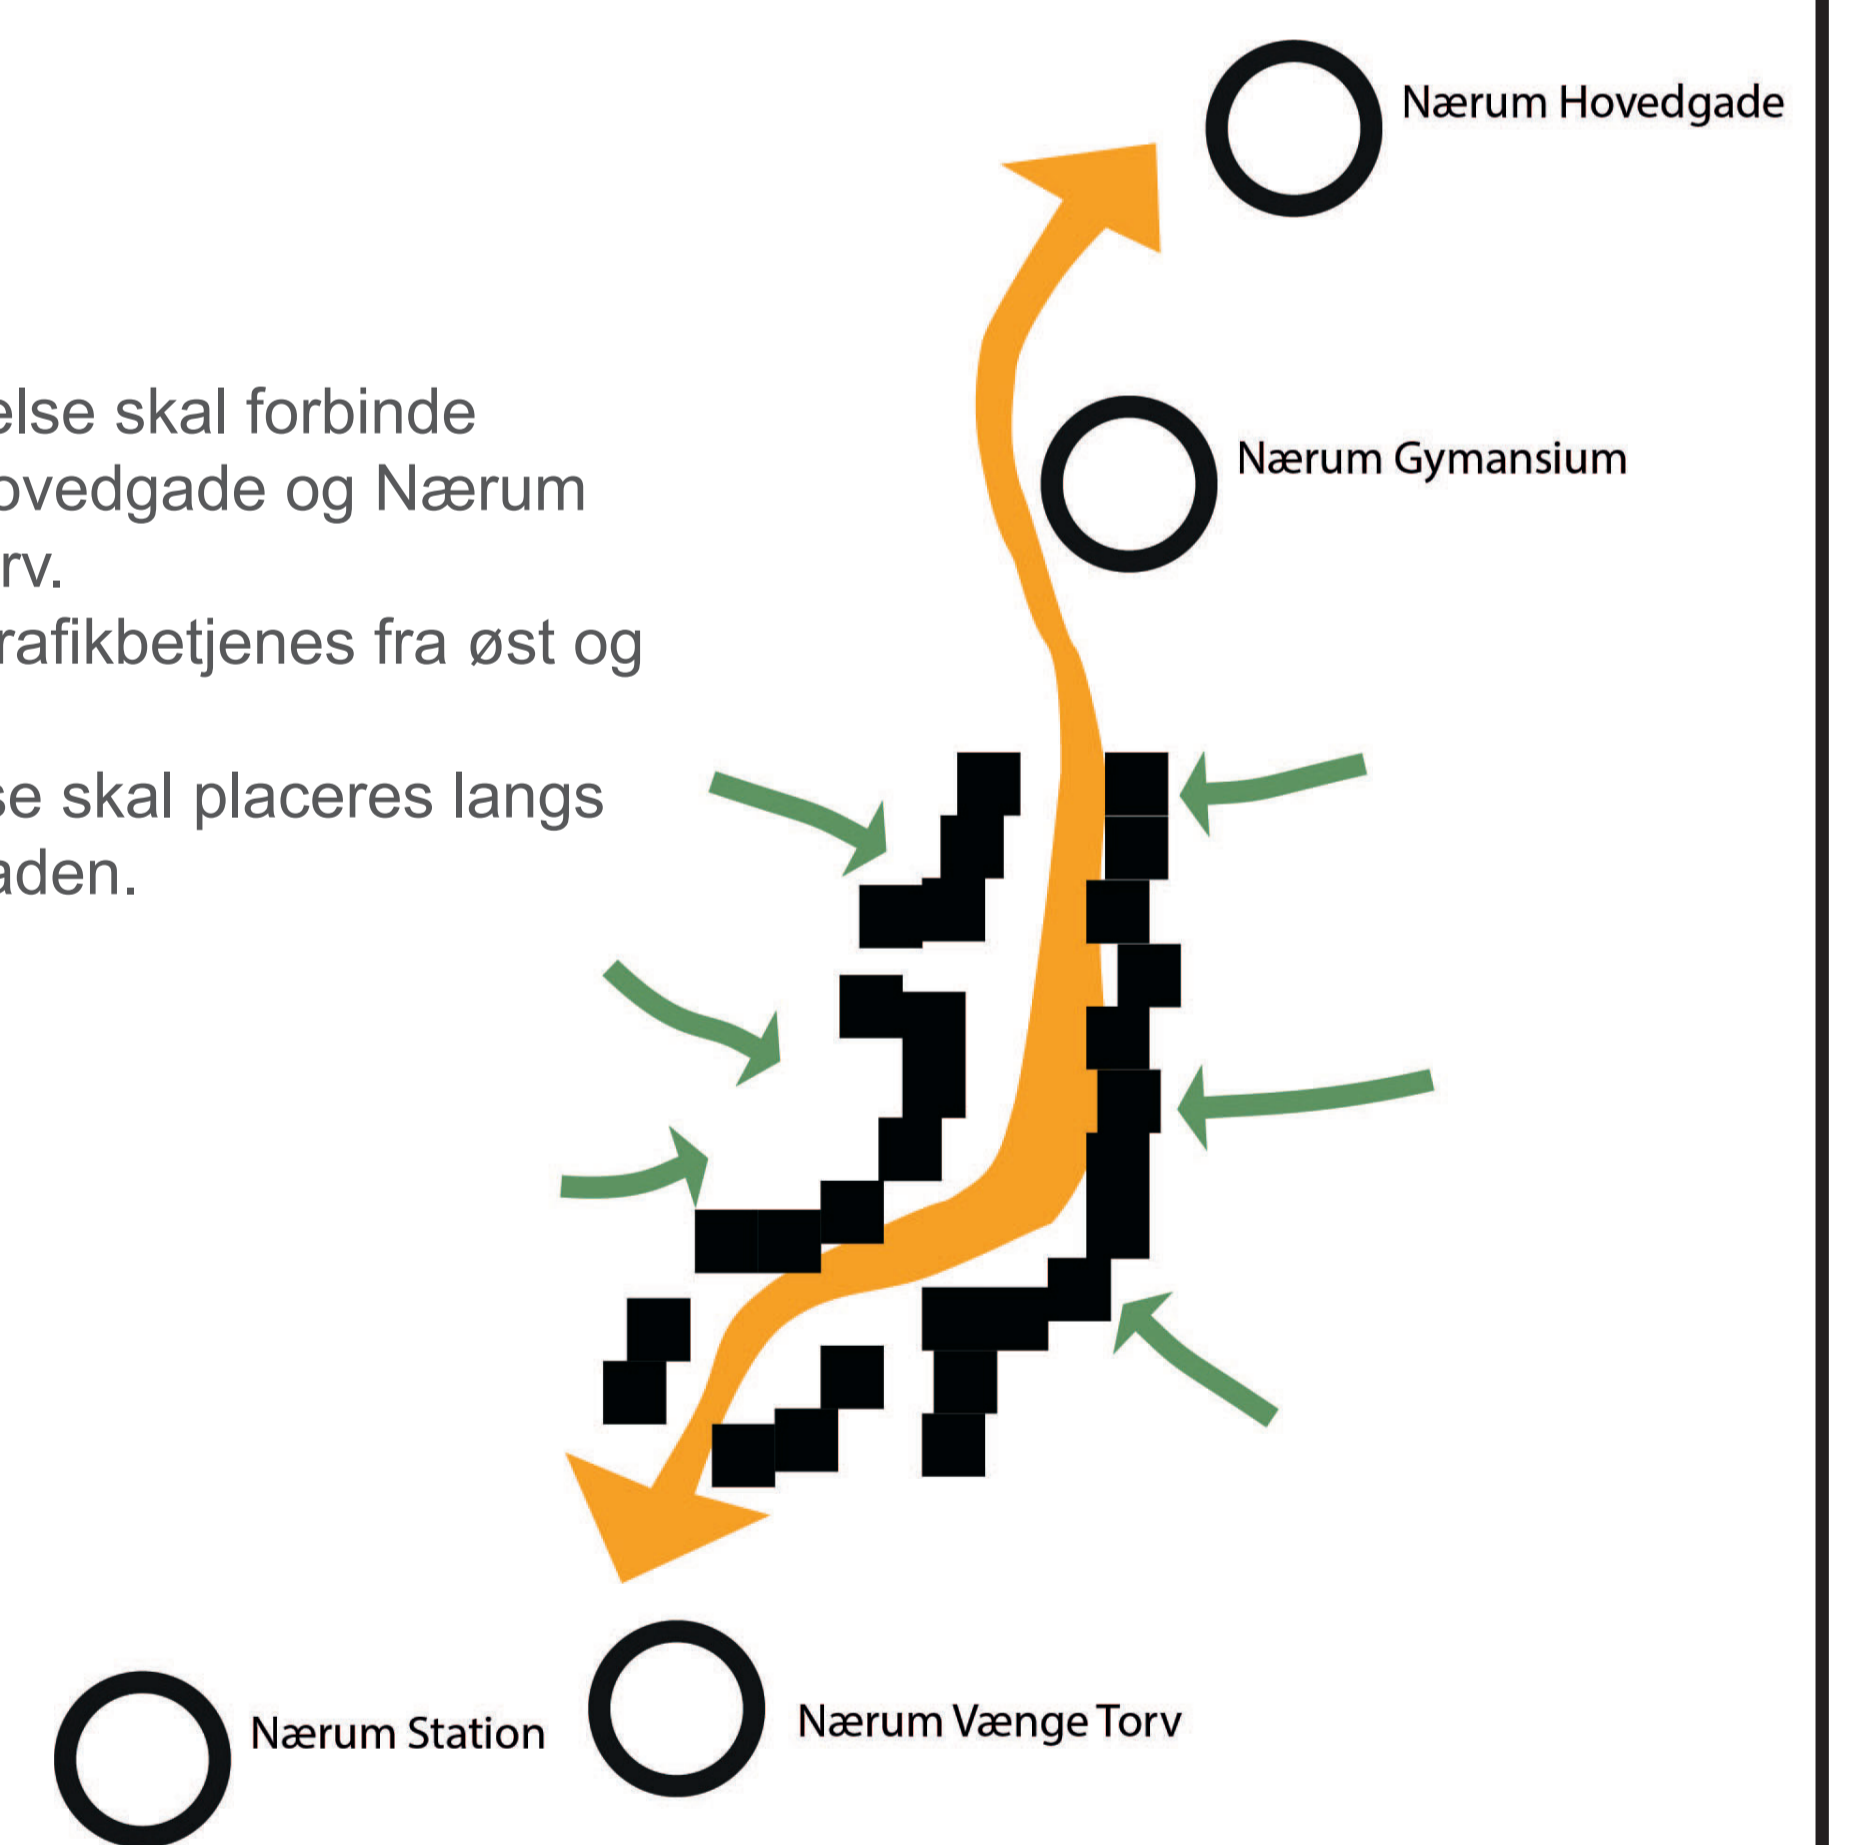 Nærum Hovedgade
else skal forbinde
ovedgade og Nærum
rv.
rafikbetjenes fra øst og
se skal placeres langs
aden.
Nærum Gymansium
Nærum Station
Nærum Vænge Torv